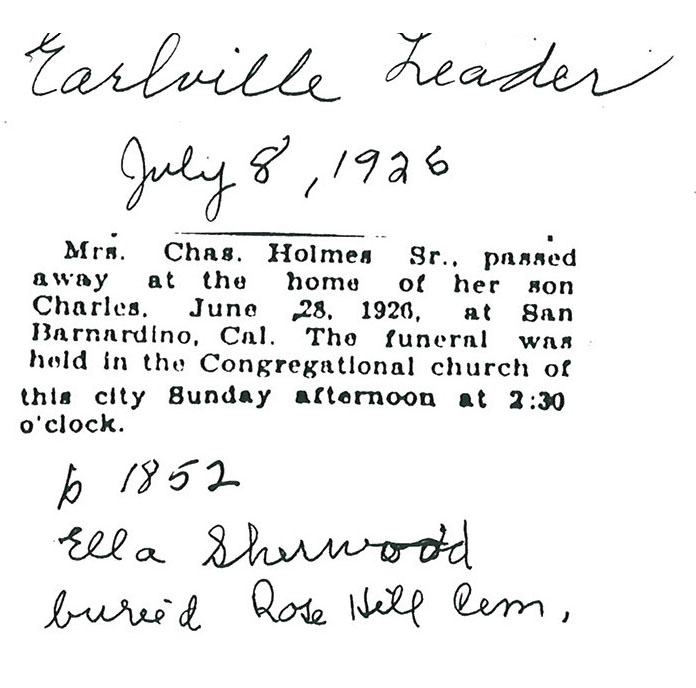 Earlville Leader
July 8, 1926
Mrs. Chas. Holmes Sr., passed
away at the home of her son
Charles, June 28, 1926, at San
Barnardino, Cal. The funeral was
held in the Congregational church of
this city Sunday afternoon at 2:30
o'clock.
b 1852
Ella Sherwood
buried Rose Hill Cem.